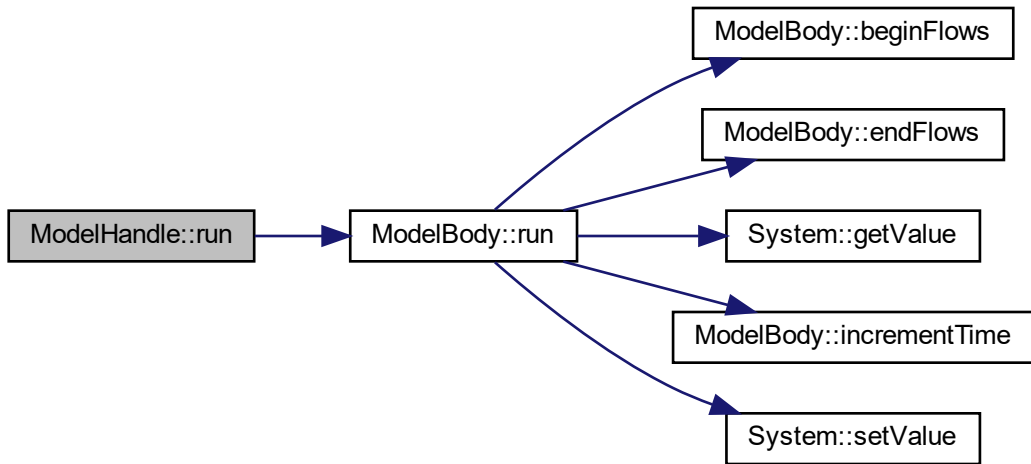 ModelHandle::run
ModelBody::run
ModelBody::beginFlows
ModelBody::endFlows
System::getValue
ModelBody::incrementTime
System::setValue